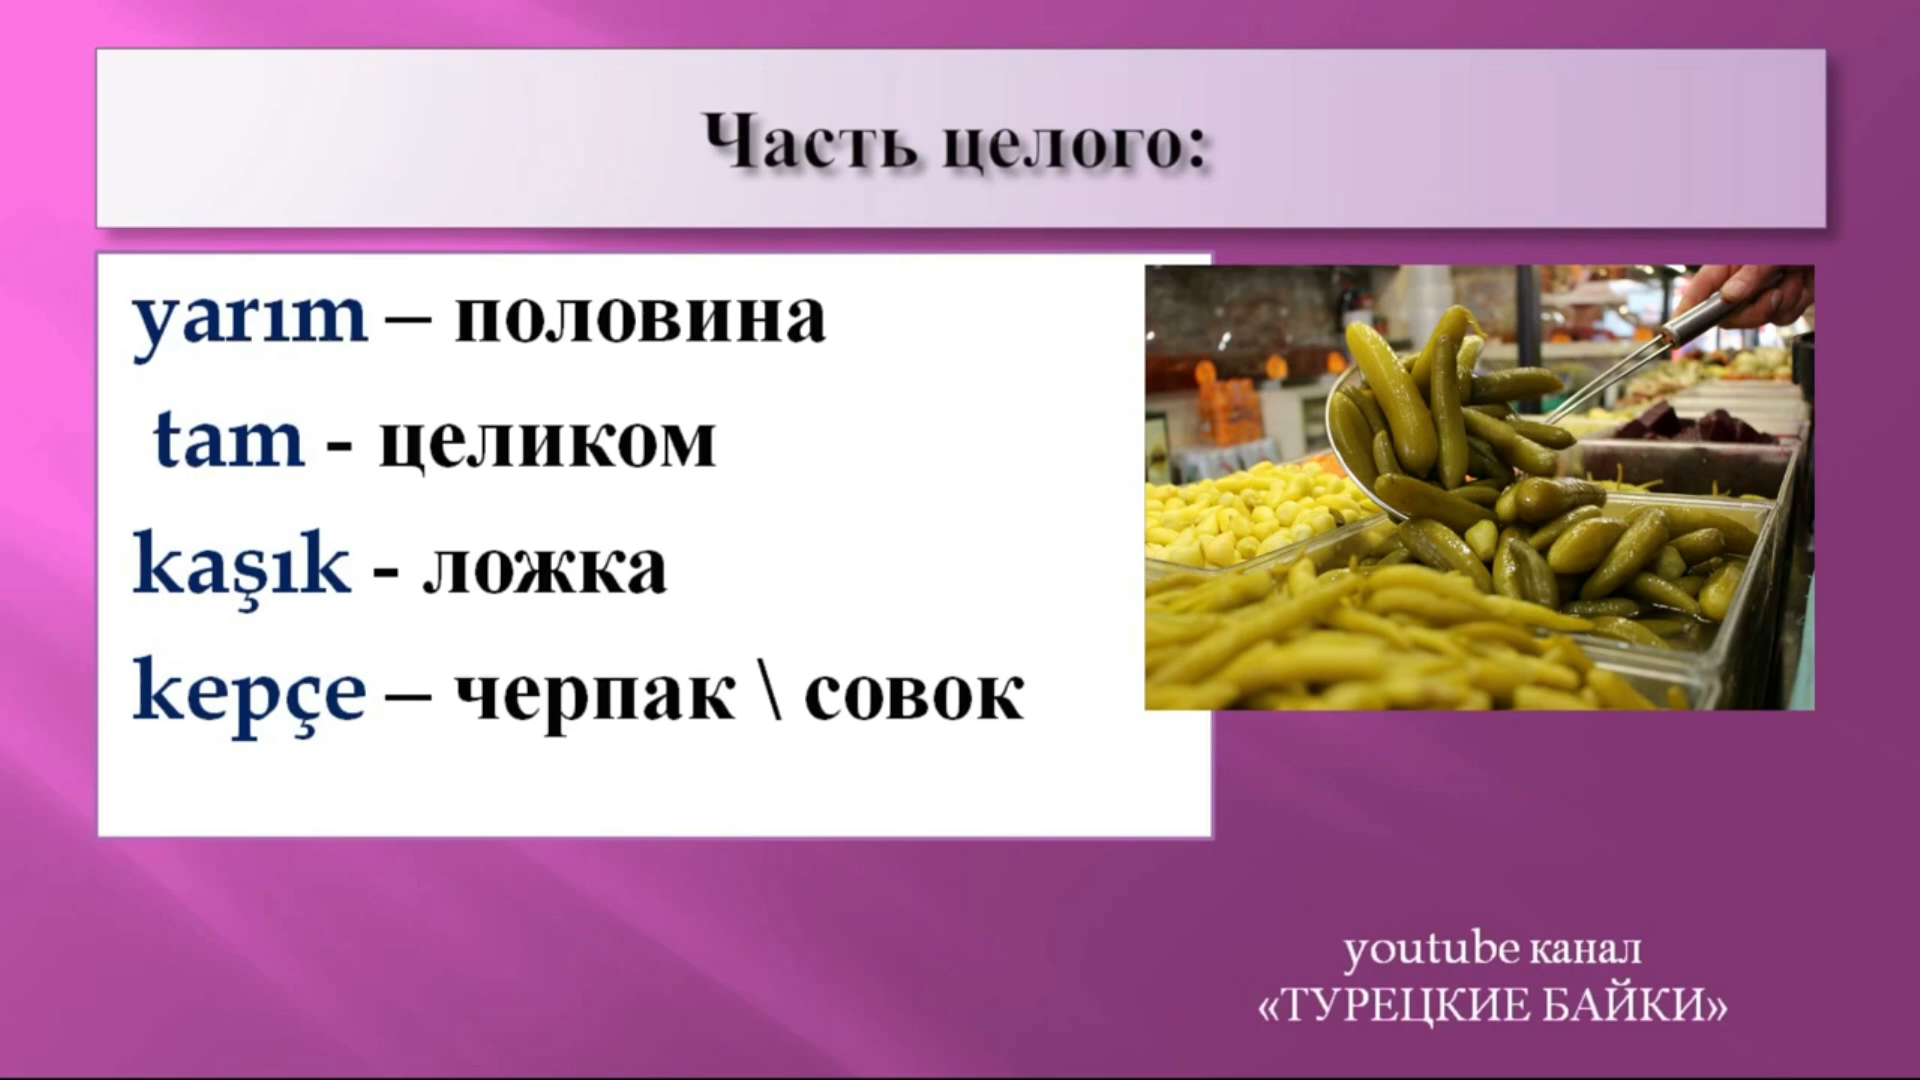 Часть целого:
yarım – половина
tam - целиком
kaşık - ложка
kepçe – черпак \ совок
youtube канал
«ТУРЕЦКИЕ БАЙКИ»